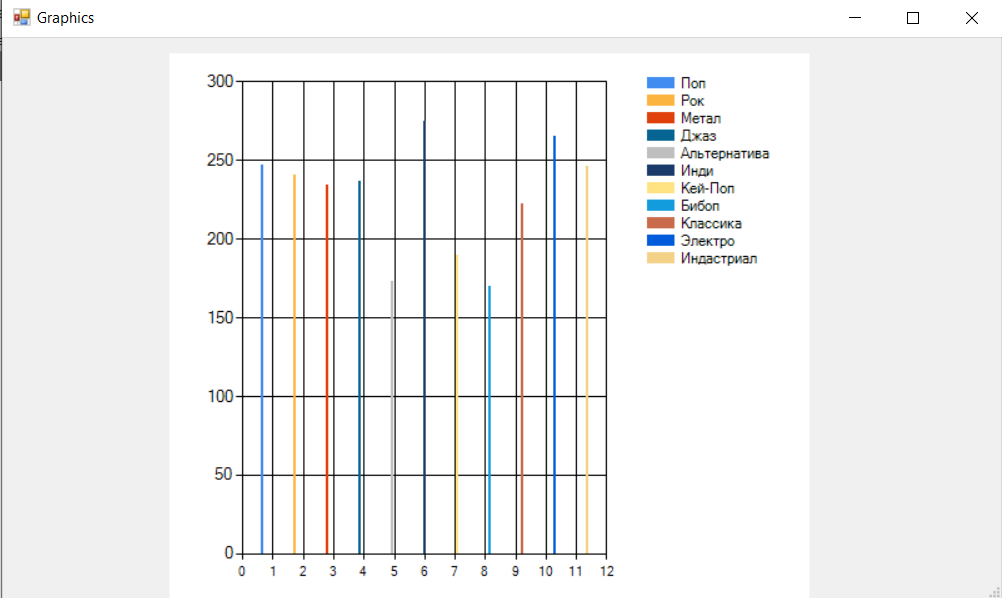 Graphics
300
250
200
150
100
50
0
0 1 2 3 4 5 6 7 8 9 10 11 12
Поп
Рок
Метал
Джаз
Альтернатива
Инди
Кей-Поп
Бибоп
Классика
Электро
Индастриал